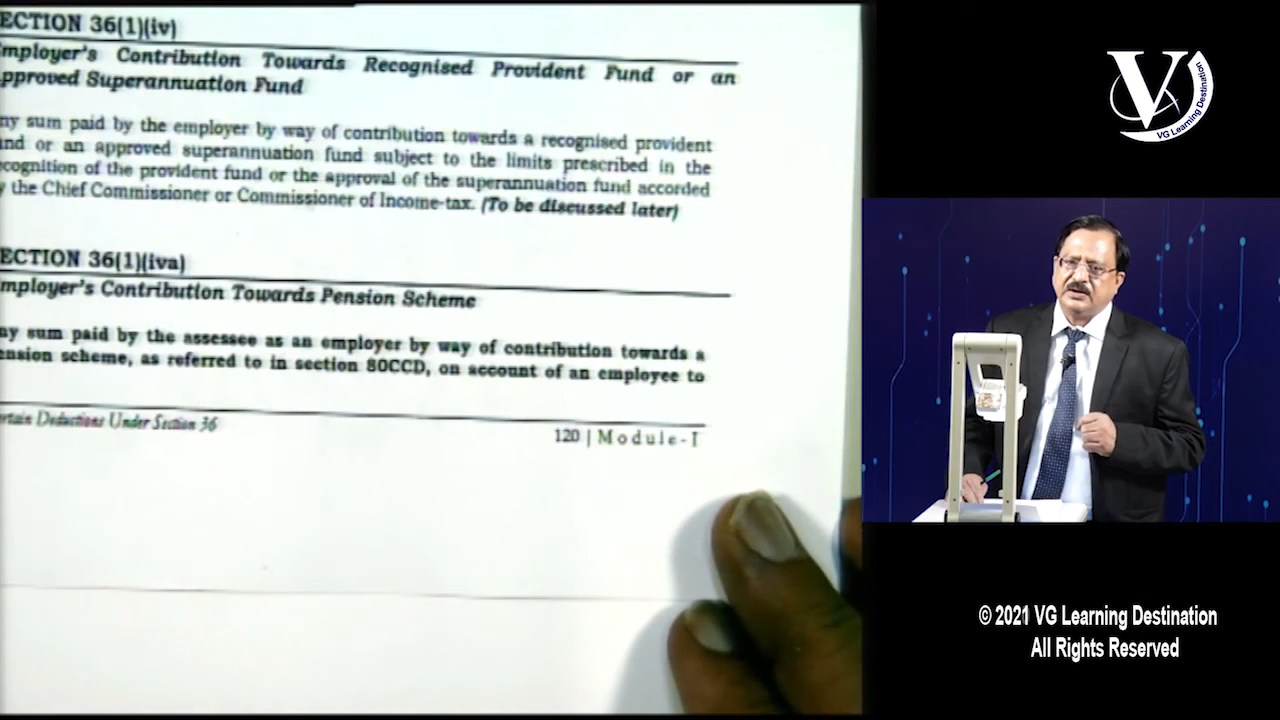 ECTION 36(1)(iv)
mployer's Contribution Towards Recognised Provident Fund or an
pproved Superannuation Fund
ny sum paid by the employer by way of contribution towards a recognised provident
nd or an approved superannuation fund subject to the limits prescribed in the
cognition of the provident fund or the approval of the superannuation fund accorded
y the Chief Commissioner or Commissioner of Income-tax. (To be discussed later)
ECTION 36(1)(iva)
mployer's Contribution Towards Pension Scheme
ny sum paid by the assessee as an employer by way of contribution towards a
ension scheme, as referred to in section 80CCD, on account of an employee to
rtain Deductions Under Section 36
120 | Module-I
V
VG Learning Destination
© 2021 VG Learning Destination
All Rights Reserved